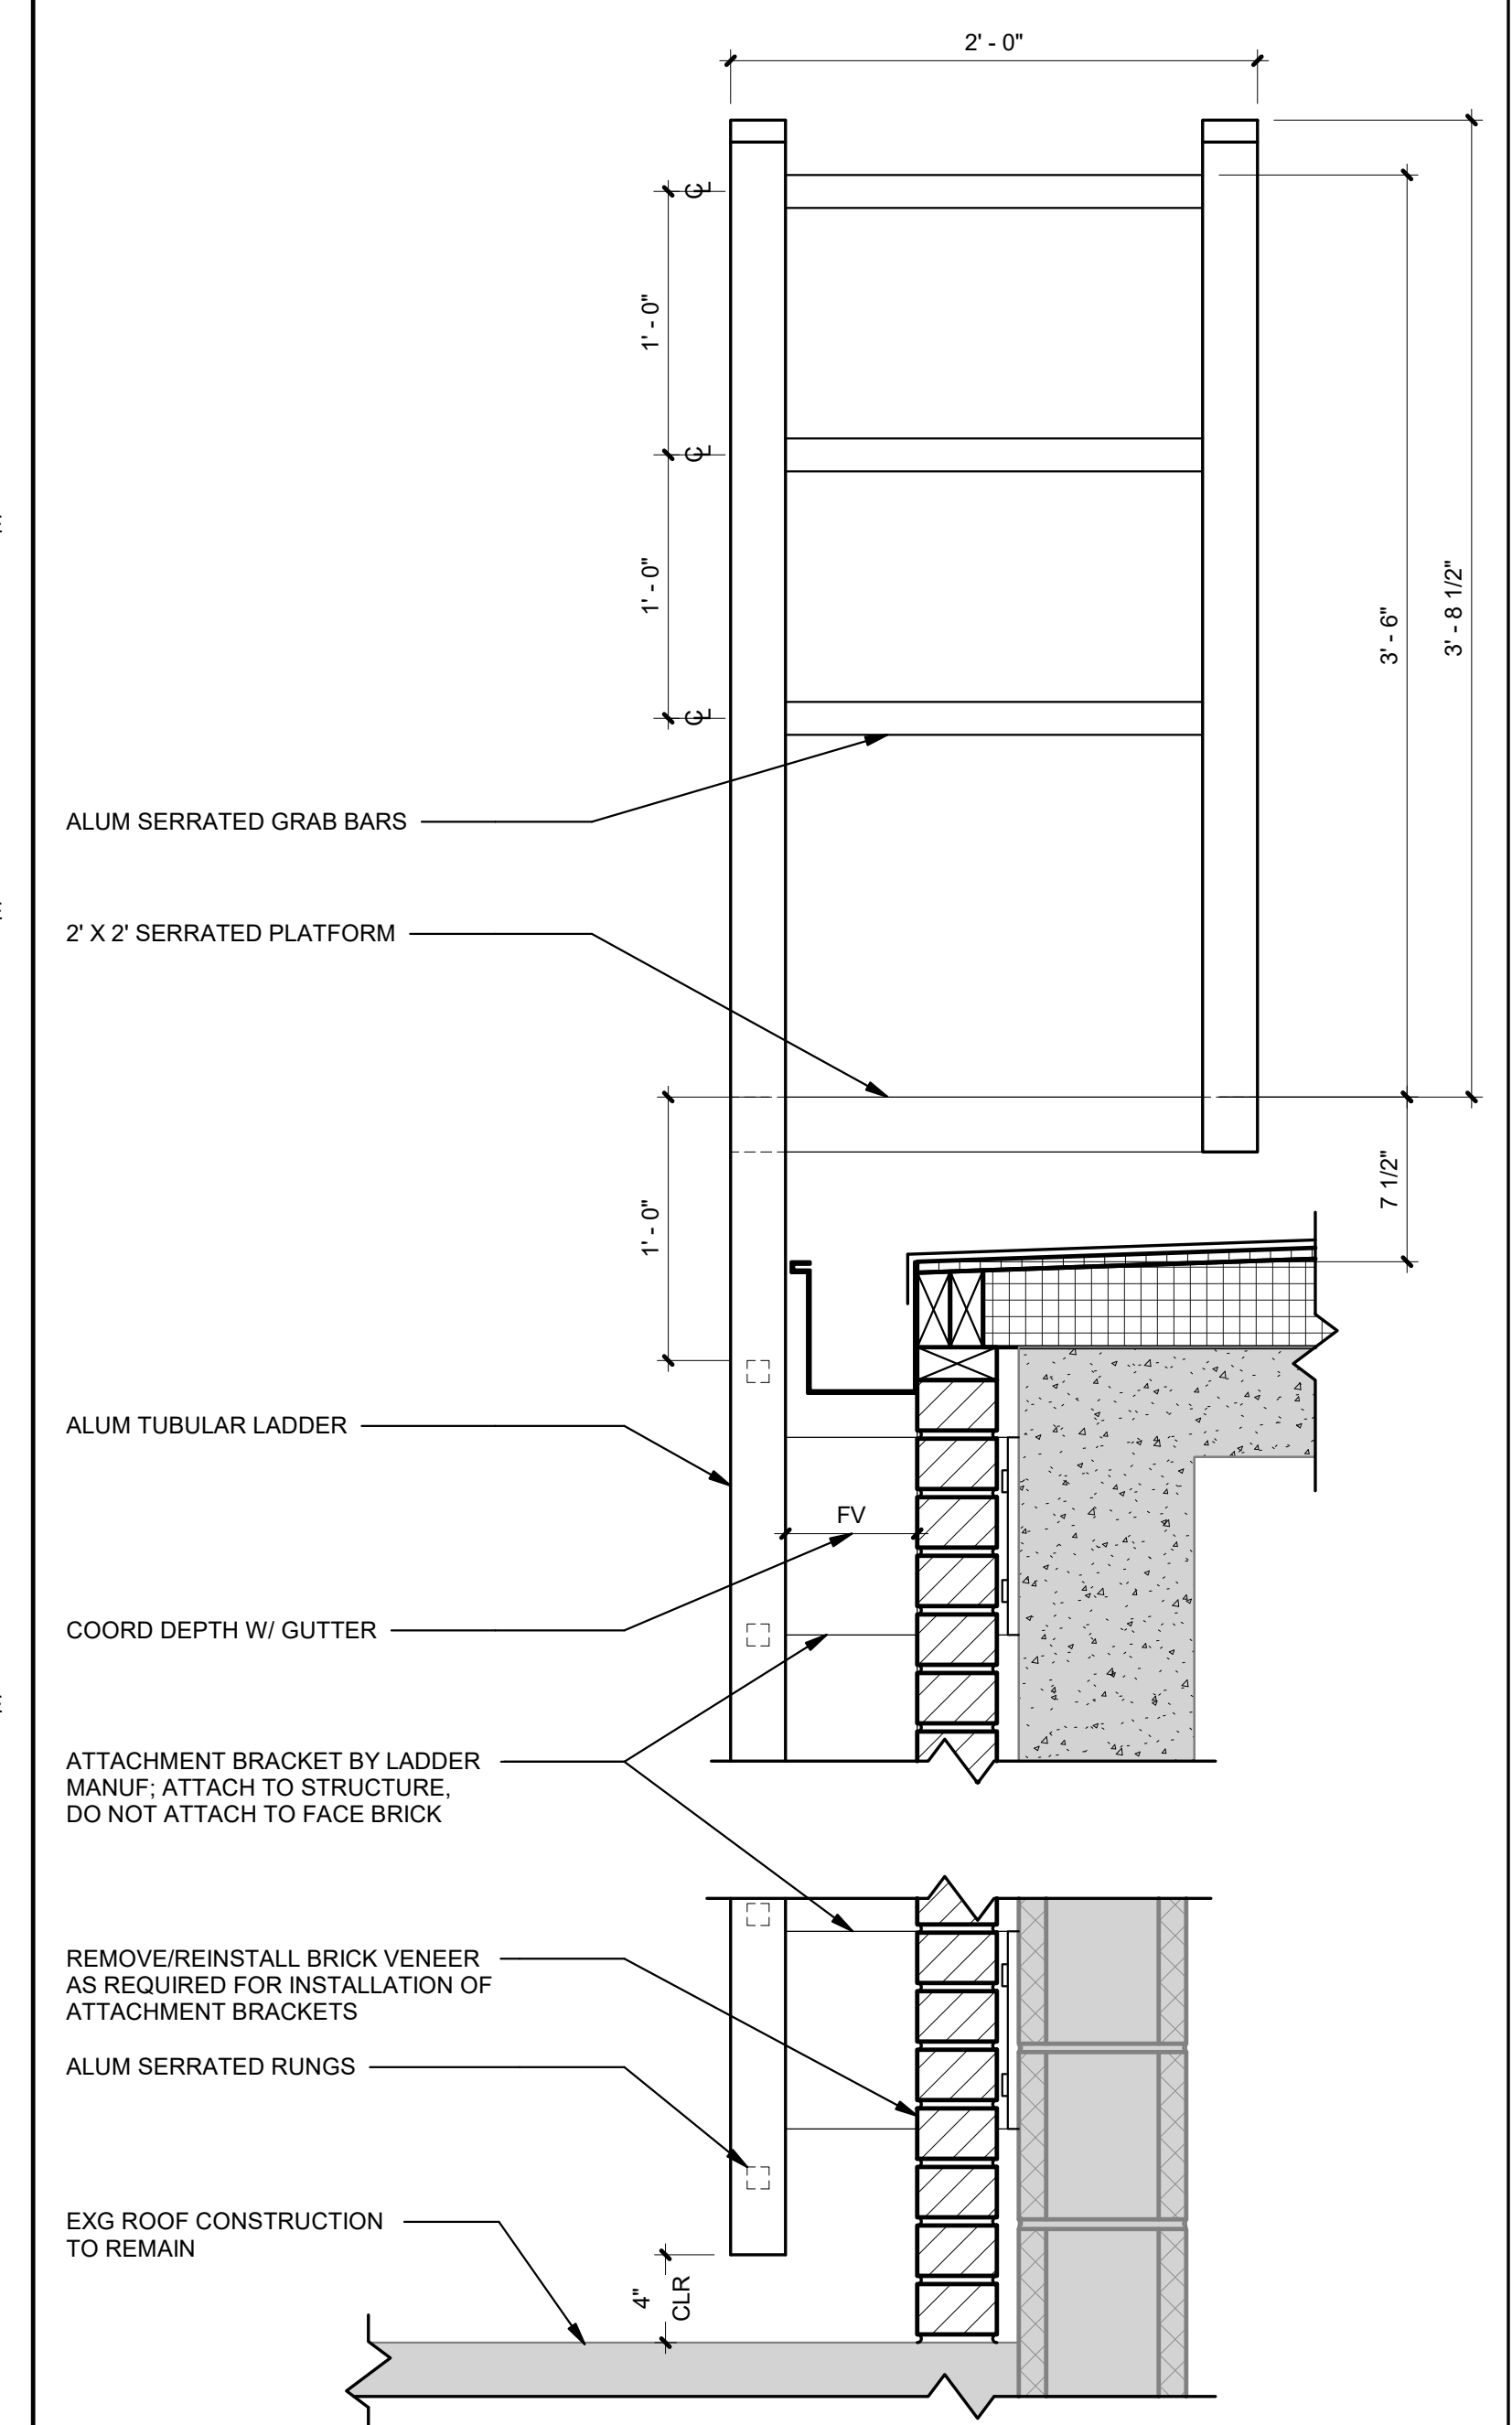 2' - 0"
℄
1' - 0"
℄
1' - 0"
℄
3' - 6"
3' - 8 1/2"
ALUM SERRATED GRAB BARS
2' X 2' SERRATED PLATFORM
1' - 0"
7 1/2"
ALUM TUBULAR LADDER
FV
COORD DEPTH W/ GUTTER
ATTACHMENT BRACKET BY LADDER
MANUF; ATTACH TO STRUCTURE,
DO NOT ATTACH TO FACE BRICK
REMOVE/REINSTALL BRICK VENEER
AS REQUIRED FOR INSTALLATION OF
ATTACHMENT BRACKETS
ALUM SERRATED RUNGS
EXG ROOF CONSTRUCTION
TO REMAIN
4"
CLR